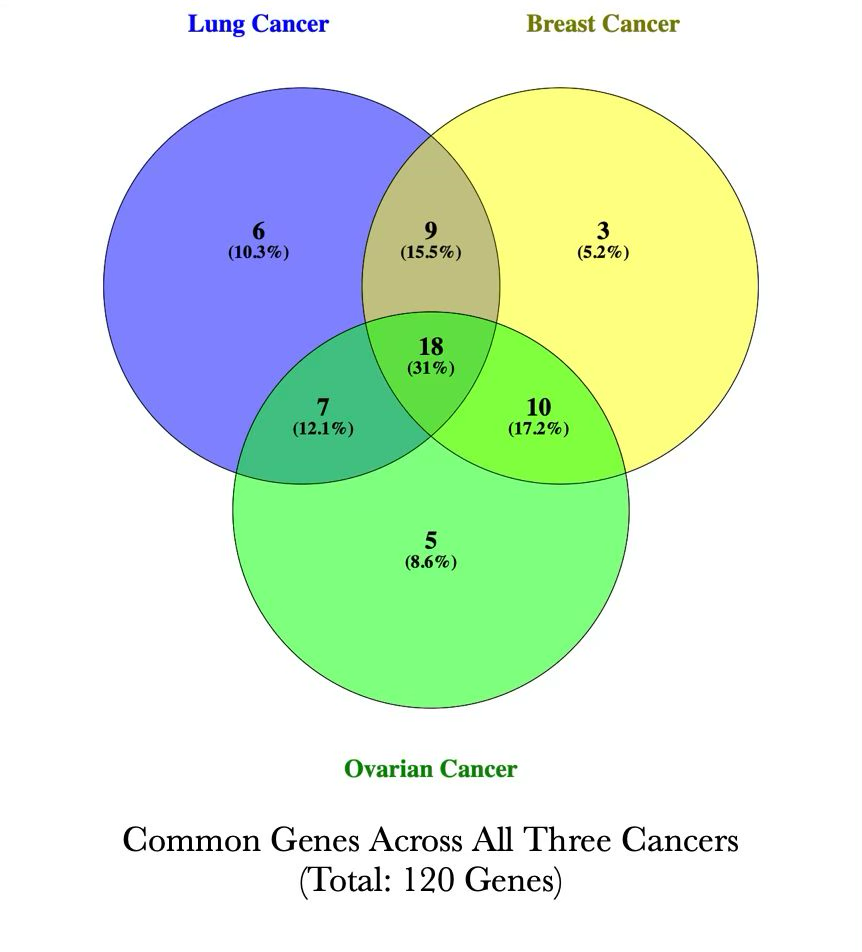 Lung Cancer
Breast Cancer
6
(10.3%)
9
(15.5%)
3
(5.2%)
18
(31%)
7
(12.1%)
10
(17.2%)
5
(8.6%)
Ovarian Cancer
Common Genes Across All Three Cancers
(Total: 120 Genes)